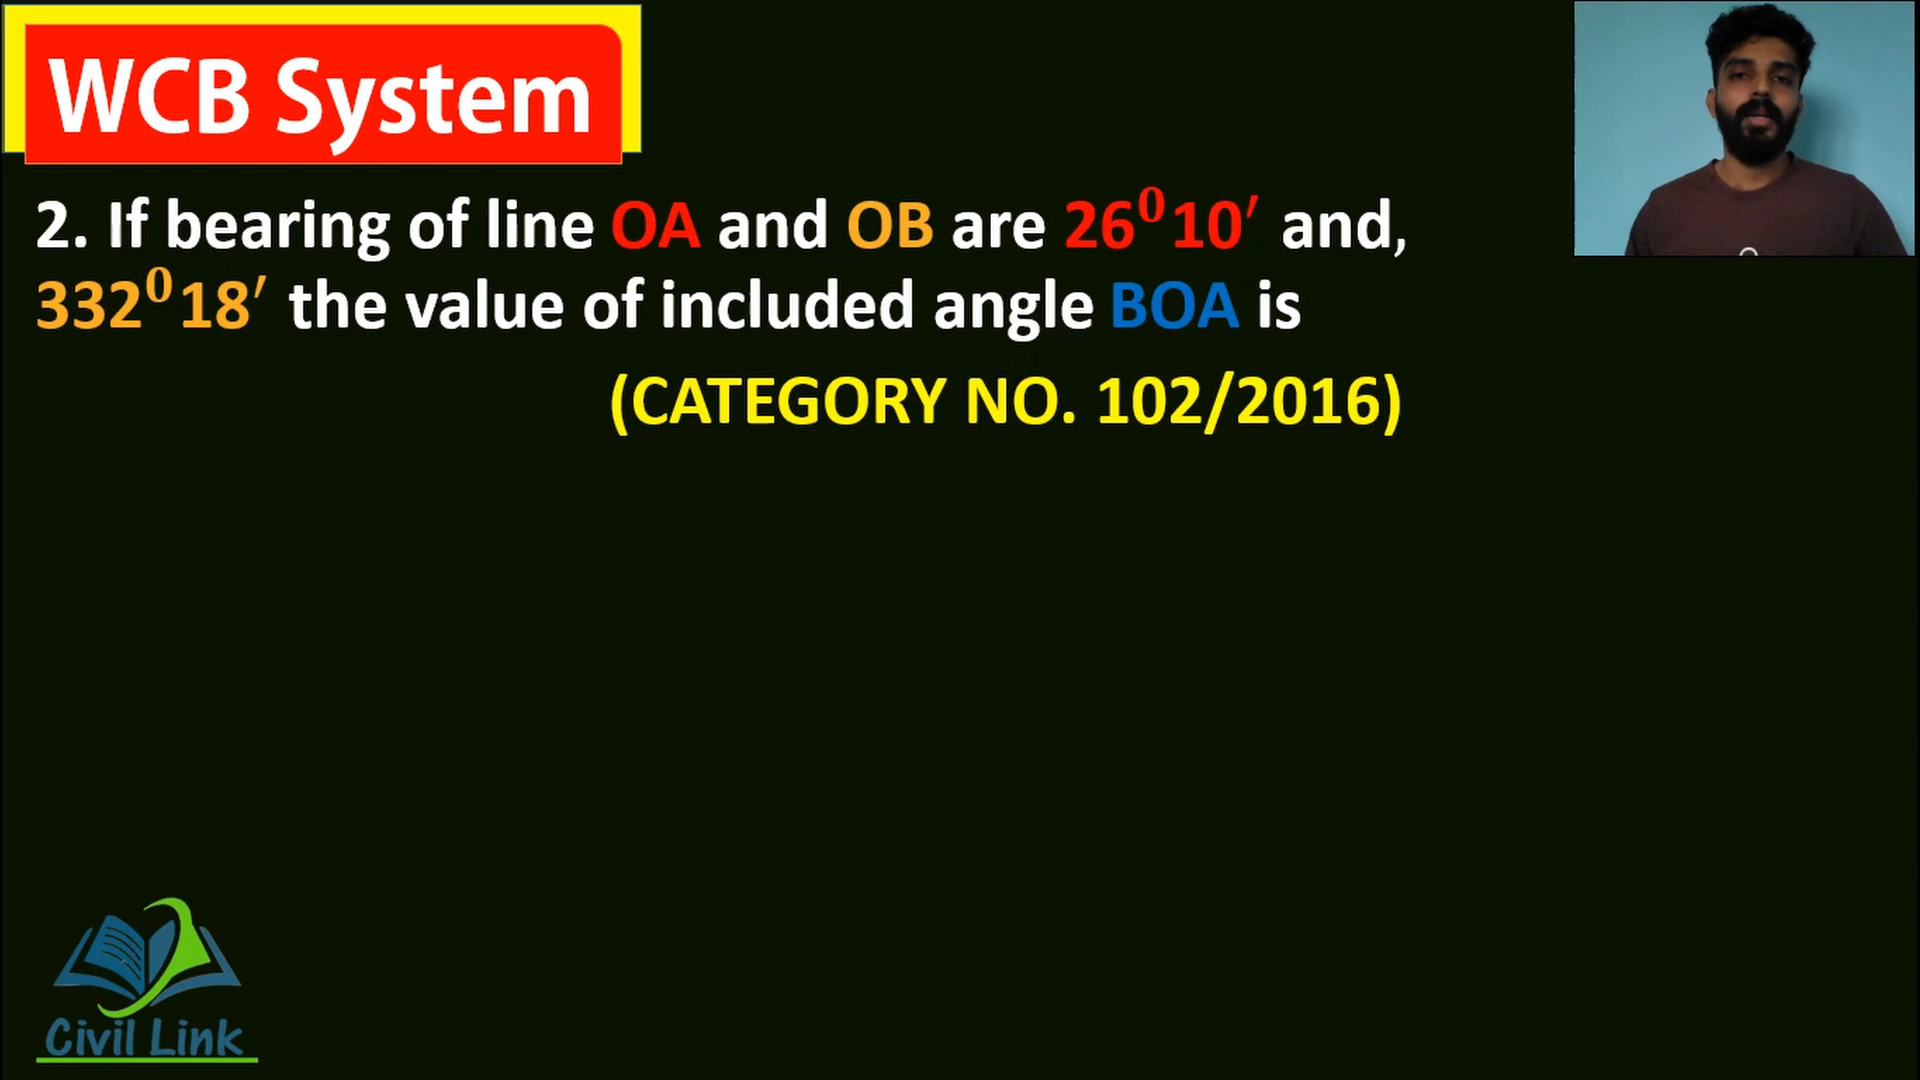 WCB System
2. If bearing of line OA and OB are 26⁰10′ and,
332⁰18′ the value of included angle BOA is
(CATEGORY NO. 102/2016)
Civil Link